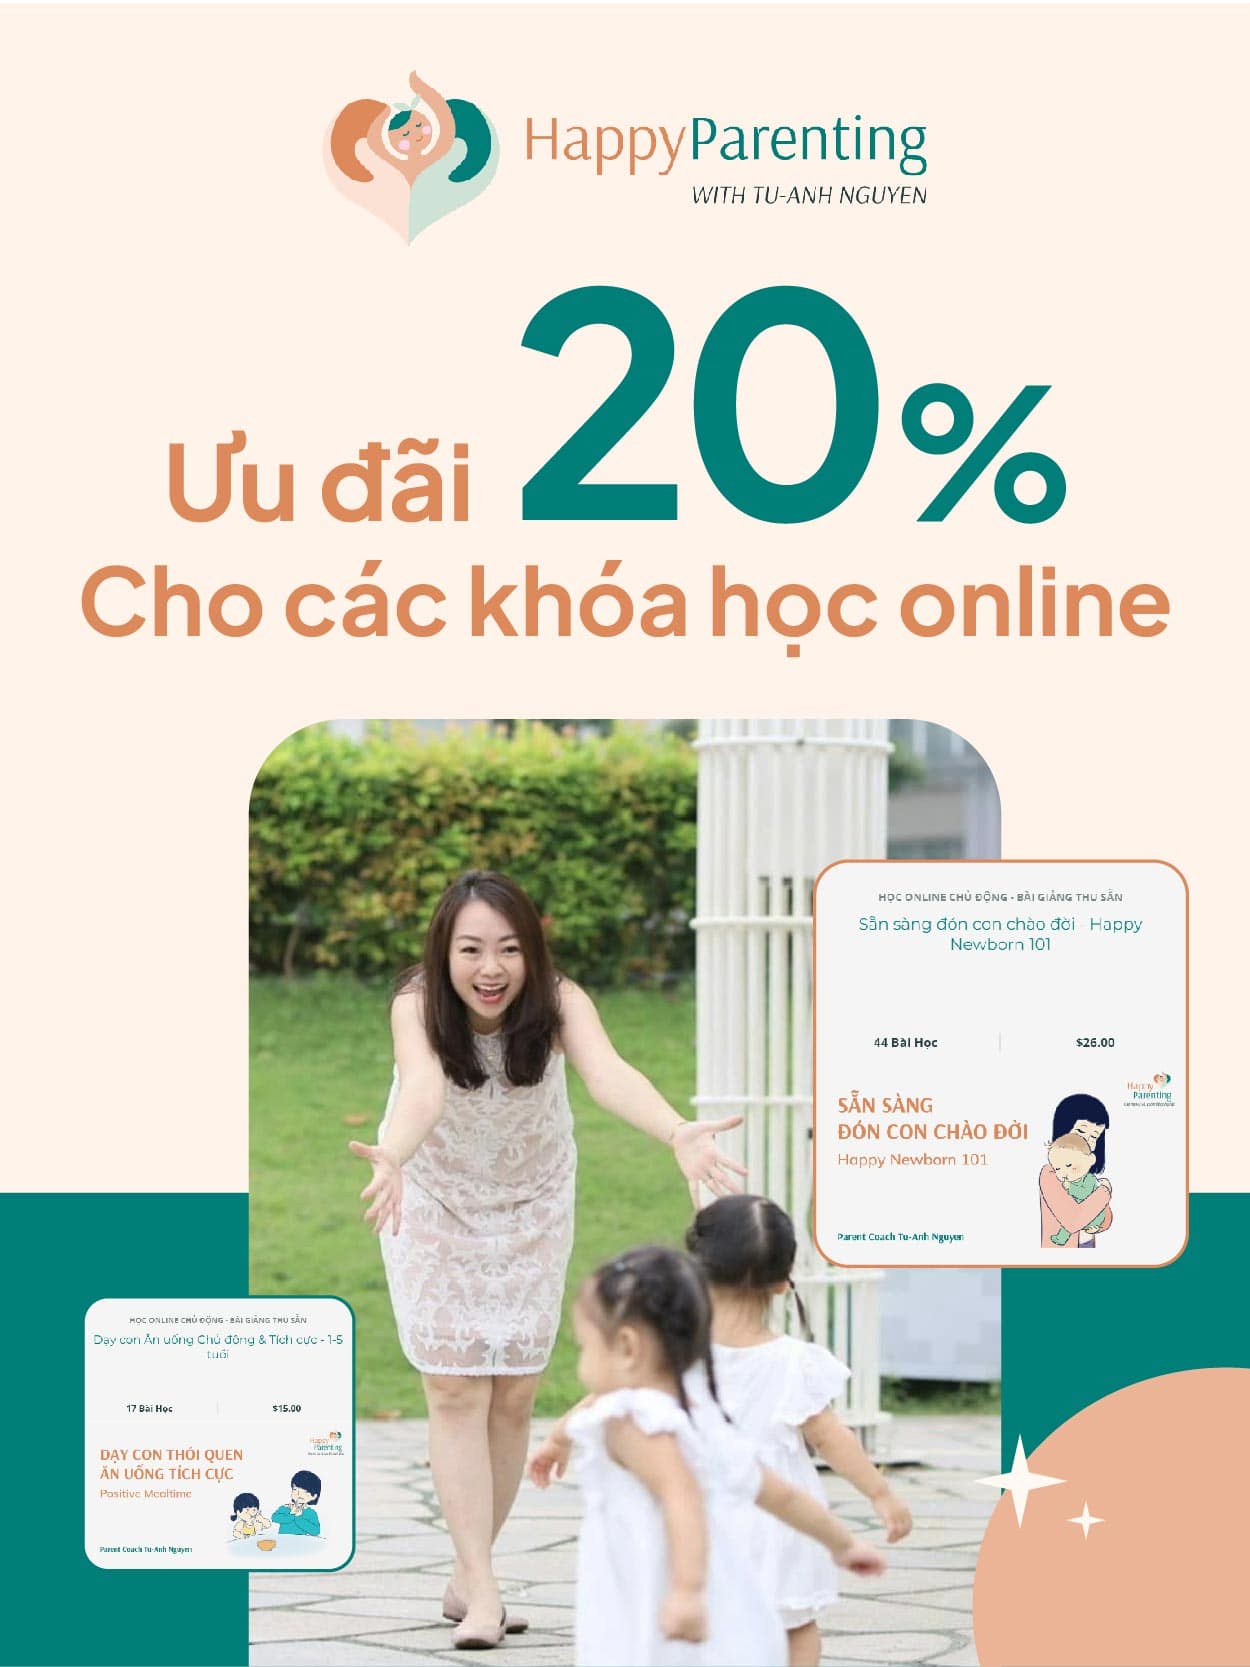 HappyParenting
WITH TU-ANH NGUYEN
Ưu đãi 20%
Cho các khóa học online
HỌC ONLINE CHỦ ĐỘNG - BÀI GIẢNG THU SẴN
Sẵn sàng đón con chào đời - Happy
Newborn 101
44 Bài Học
$26.00
Happy
Parenting
SẴN SÀNG
ĐÓN CON CHÀO ĐỜI
Happy Newborn 101
Parent Coach Tu-Anh Nguyen
HỌC ONLINE CHỦ ĐỘNG - BÀI GIẢNG THU SẴN
Dạy con Ăn uống Chủ động & Tích cực - 1-5
tuổi
17 Bài Học
$15.00
Happy
Parenting
DẠY CON THÓI QUEN
ĂN UỐNG TÍCH CỰC
Positive Mealtime
Parent Coach Tu-Anh Nguyen